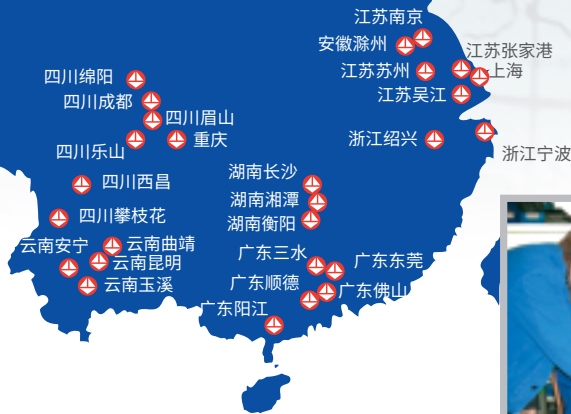 江苏南京
安徽滁州
江苏张家港
江苏苏州
上海
四川绵阳
江苏吴江
四川成都
四川眉山
浙江绍兴
重庆
四川乐山
浙江宁波
湖南长沙
四川西昌
湖南湘潭
四川攀枝花
湖南衡阳
云南安宁
云南曲靖
广东三水
云南昆明
广东东莞
云南玉溪
广东顺德
广东佛山
广东阳江